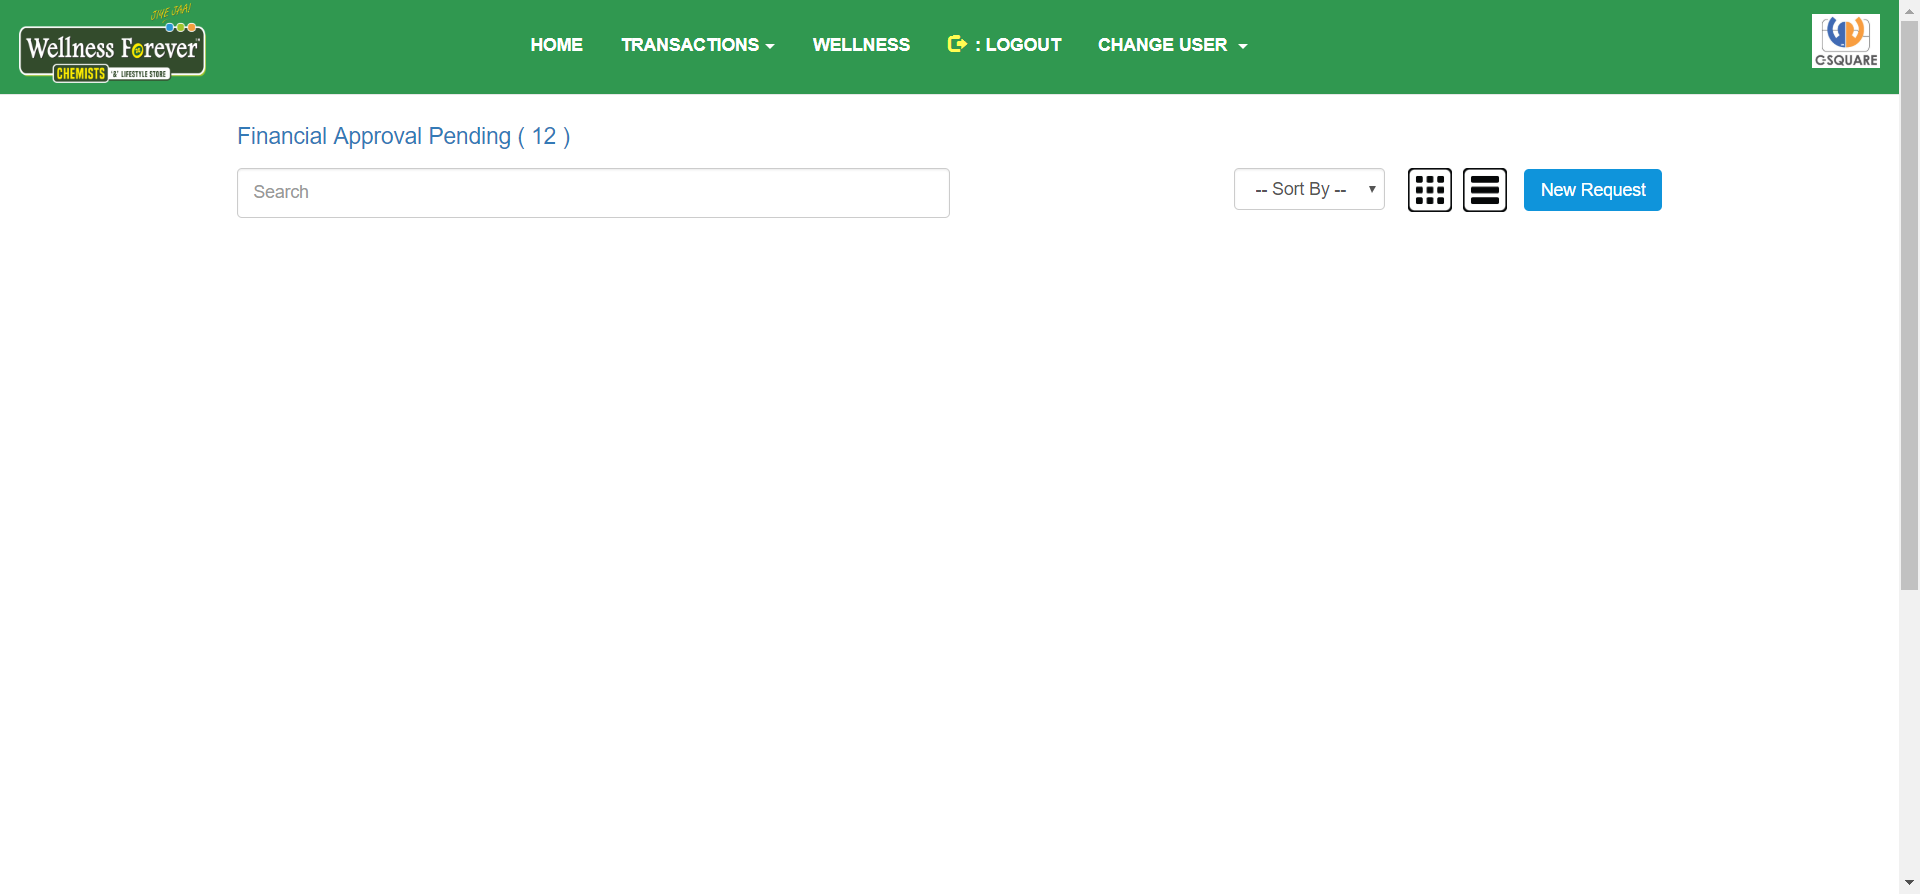 JIYE JAA!
Wellness Forever
CHEMISTS '&' LIFESTYLE STORE
HOME TRANSACTIONS WELLNESS : LOGOUT CHANGE USER
C-SQUARE
Financial Approval Pending ( 12 )
Search
-- Sort By --
New Request